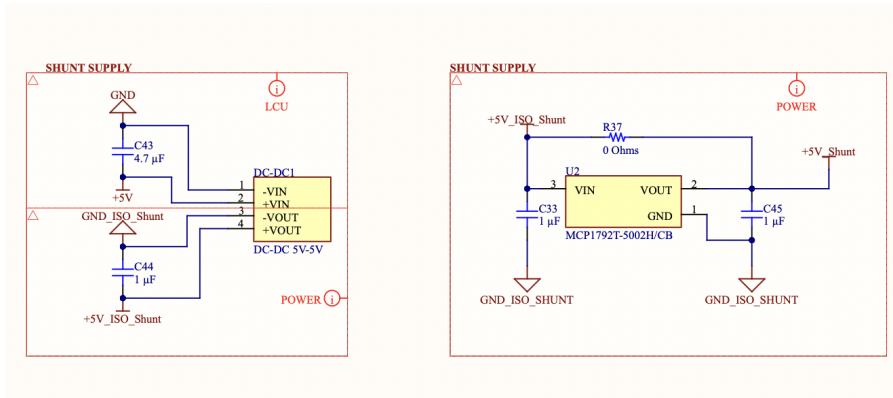 SHUNT SUPPLY
i
LCU
GND
C43
4.7 µF
+5V
DC-DC1
1 -VIN
2 +VIN
3 -VOUT
4 +VOUT
DC-DC 5V-5V
GND_ISO_Shunt
C44
1 µF
+5V_ISO_Shunt
POWER i
SHUNT SUPPLY
i
POWER
+5V_ISO_Shunt
R37
0 Ohms
+5V_Shunt
U2
3 VIN VOUT 2
GND 1
MCP1792T-5002H/CB
C33
1 µF
C45
1 µF
GND_ISO_SHUNT
GND_ISO_SHUNT